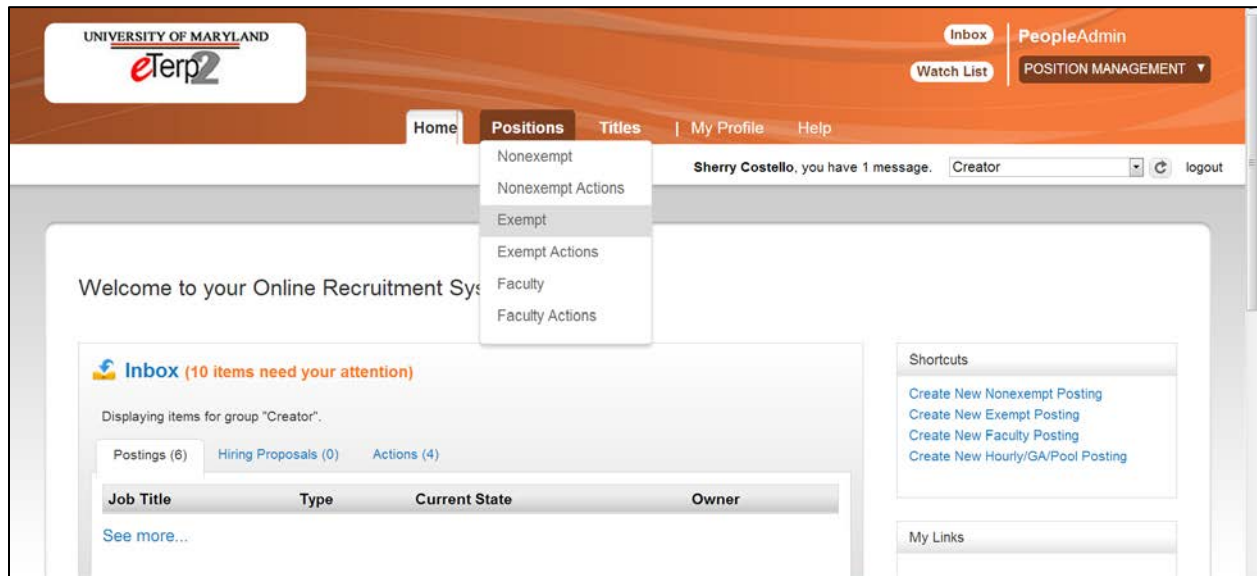 UNIVERSITY OF MARYLAND
eTerp2
Inbox
PeopleAdmin
Watch List
POSITION MANAGEMENT
Home Positions Titles | My Profile Help
Sherry Costello, you have 1 message. Creator logout
Nonexempt
Nonexempt Actions
Exempt
Exempt Actions
Faculty
Faculty Actions
Welcome to your Online Recruitment Sys
Inbox (10 items need your attention)
Displaying items for group "Creator".
Postings (6) Hiring Proposals (0) Actions (4)
Job Title Type Current State Owner
See more...
Shortcuts
Create New Nonexempt Posting
Create New Exempt Posting
Create New Faculty Posting
Create New Hourly/GA/Pool Posting
My Links